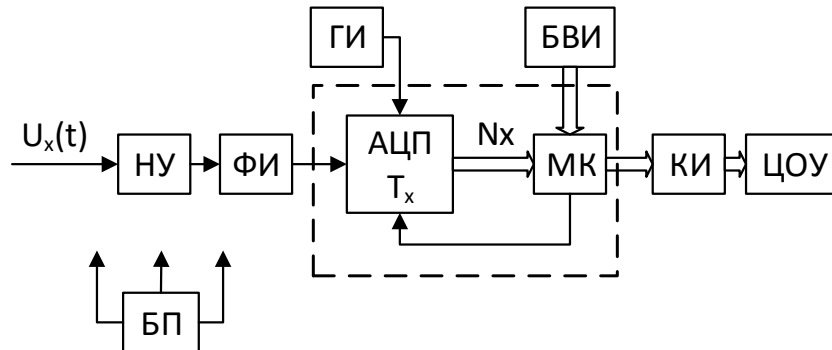 ГИ
БВИ
Uₓ(t)
НУ
ФИ
АЦП
Tₓ
Nx
МК
КИ
ЦОУ
БП